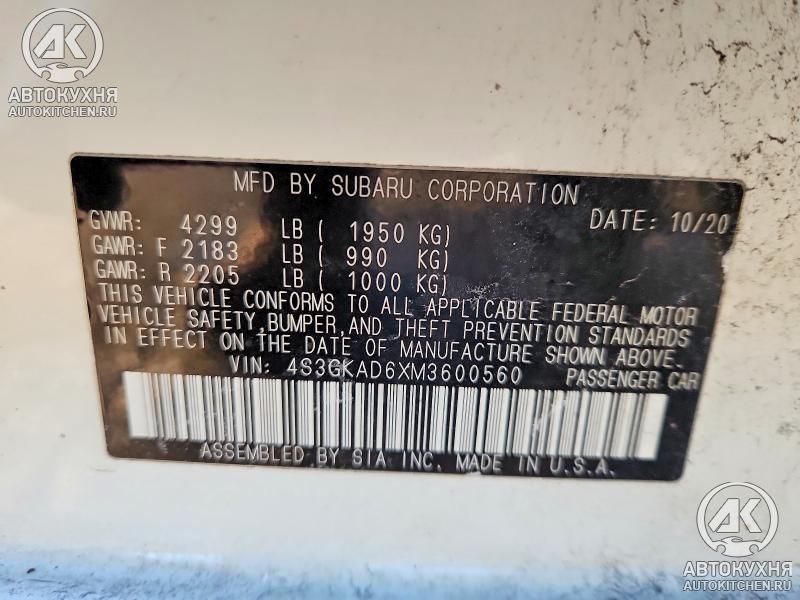 AK
АВТОКУХНЯ
AUTOKITCHEN.RU
MFD BY SUBARU CORPORATION
DATE: 10/20
GVWR: 4299 LB ( 1950 KG)
GAWR: F 2183 LB ( 990 KG)
GAWR: R 2205 LB ( 1000 KG)
THIS VEHICLE CONFORMS TO ALL APPLICABLE FEDERAL MOTOR
VEHICLE SAFETY, BUMPER, AND THEFT PREVENTION STANDARDS
IN EFFECT ON THE DATE OF MANUFACTURE SHOWN ABOVE.
VIN: 4S3GKAD6XM3600560 PASSENGER CAR
ASSEMBLED BY SIA INC. MADE IN U.S.A.
AK
АВТОКУХНЯ
AUTOKITCHEN.RU